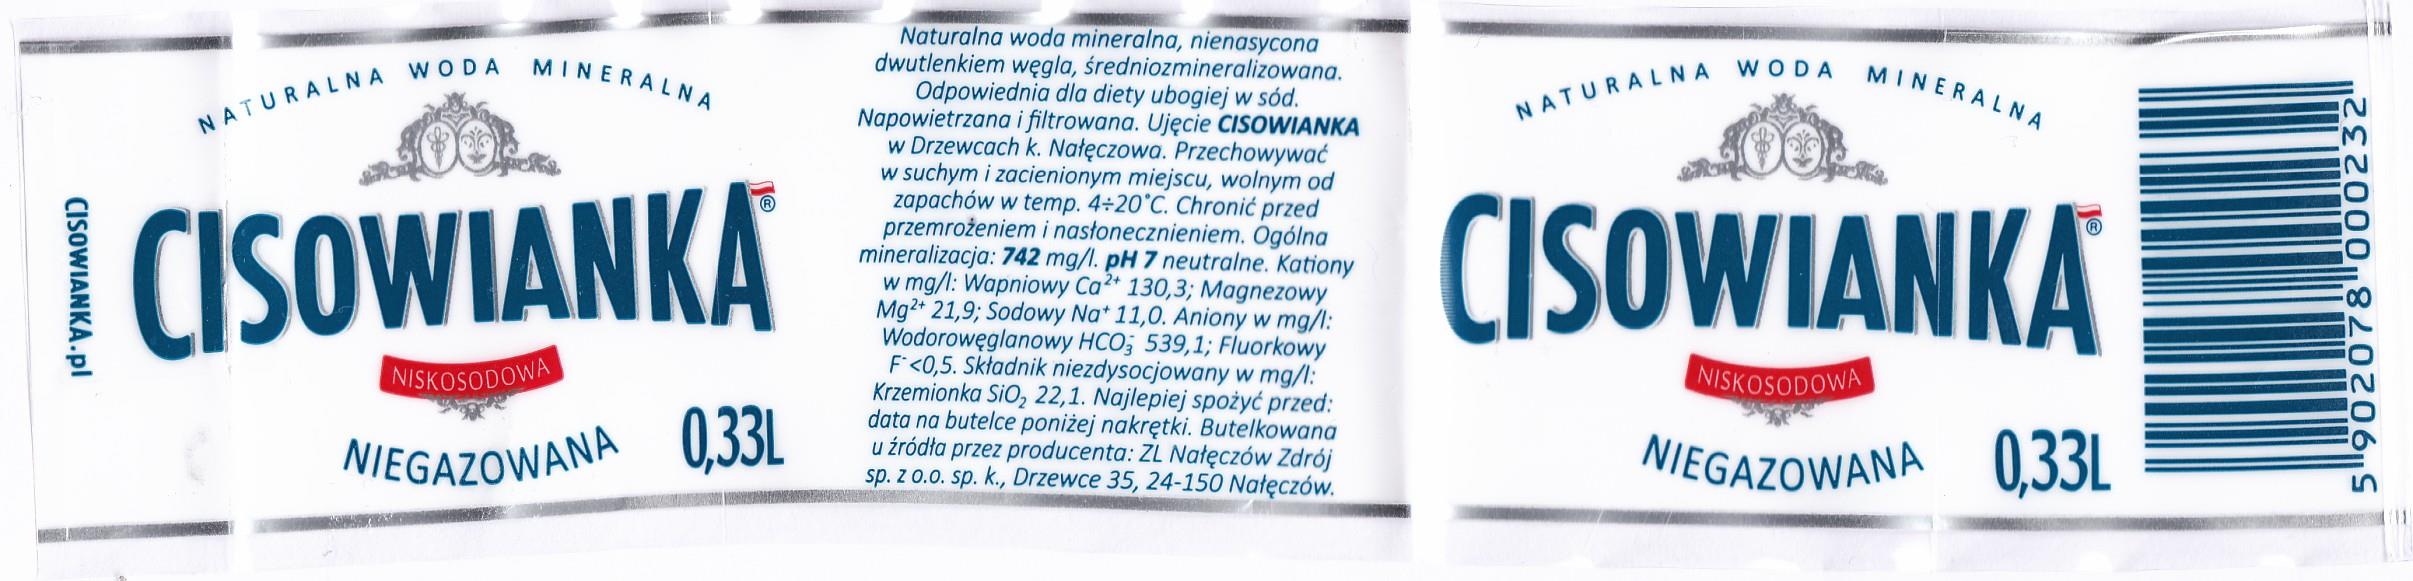 CISOWIANKA.pl
NATURALNA WODA MINERALNA
CISOWIANKA®
NISKOSODOWA
NIEGAZOWANA
0,33L
Naturalna woda mineralna, nienasycona
dwutlenkiem węgla, średniozmineralizowana.
Odpowiednia dla diety ubogiej w sód.
Napowietrzana i filtrowana. Ujęcie CISOWIANKA
w Drzewcach k. Nałęczowa. Przechowywać
w suchym i zacienionym miejscu, wolnym od
zapachów w temp. 4÷20°C. Chronić przed
przemrożeniem i nasłonecznieniem. Ogólna
mineralizacja: 742 mg/l. pH 7 neutralne. Kationy
w mg/l: Wapniowy Ca²⁺ 130,3; Magnezowy
Mg²⁺ 21,9; Sodowy Na⁺ 11,0. Aniony w mg/l:
Wodorowęglanowy HCO₃⁻ 539,1; Fluorkowy
F⁻ <0,5. Składnik niezdysocjowany w mg/l:
Krzemionka SiO₂ 22,1. Najlepiej spożyć przed:
data na butelce poniżej nakrętki. Butelkowana
u źródła przez producenta: ZL Nałęczów Zdrój
sp. z o.o. sp. k., Drzewce 35, 24-150 Nałęczów.
NATURALNA WODA MINERALNA
CISOWIANKA®
NISKOSODOWA
NIEGAZOWANA
0,33L
5 902078 000232